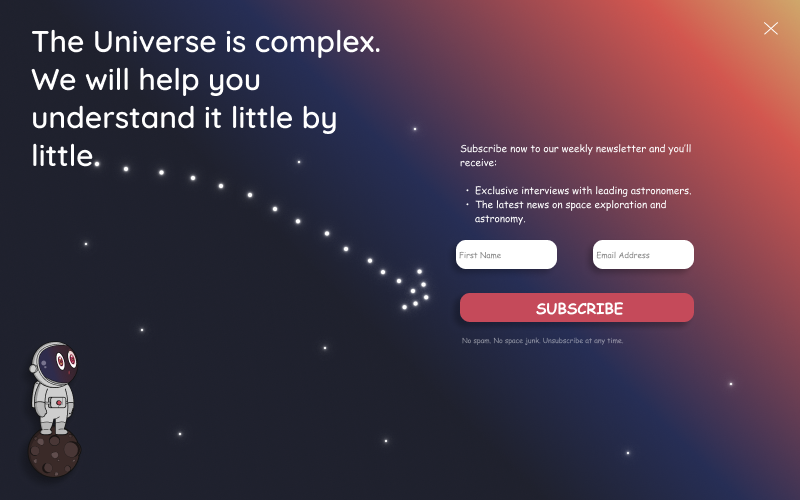 The Universe is complex.
We will help you
understand it little by
little.
Subscribe now to our weekly newsletter and you'll
receive:
• Exclusive interviews with leading astronomers.
• The latest news on space exploration and
astronomy.
First Name
Email Address
SUBSCRIBE
No spam. No space junk. Unsubscribe at any time.